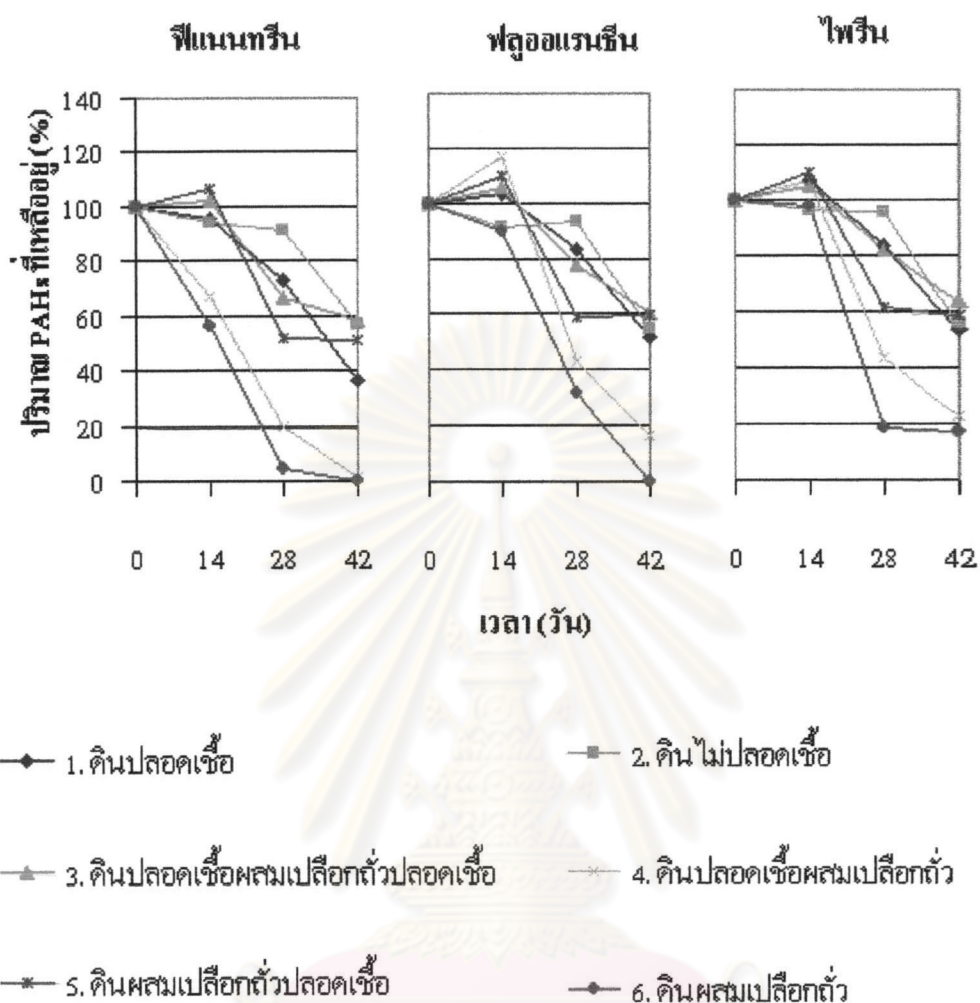 ฟีแนนทรีน ฟลูออแรนธีน ไพรีน
ปริมาณ PAHs ที่เหลืออยู่ (%)
140
120
100
80
60
40
20
0
0 14 28 42 0 14 28 42 0 14 28 42
เวลา (วัน)
1. ดินปลอดเชื้อ 2. ดินไม่ปลอดเชื้อ
3. ดินปลอดเชื้อผสมเปลือกถั่วปลอดเชื้อ 4. ดินปลอดเชื้อผสมเปลือกถั่ว
5. ดินผสมเปลือกถั่วปลอดเชื้อ 6. ดินผสมเปลือกถั่ว